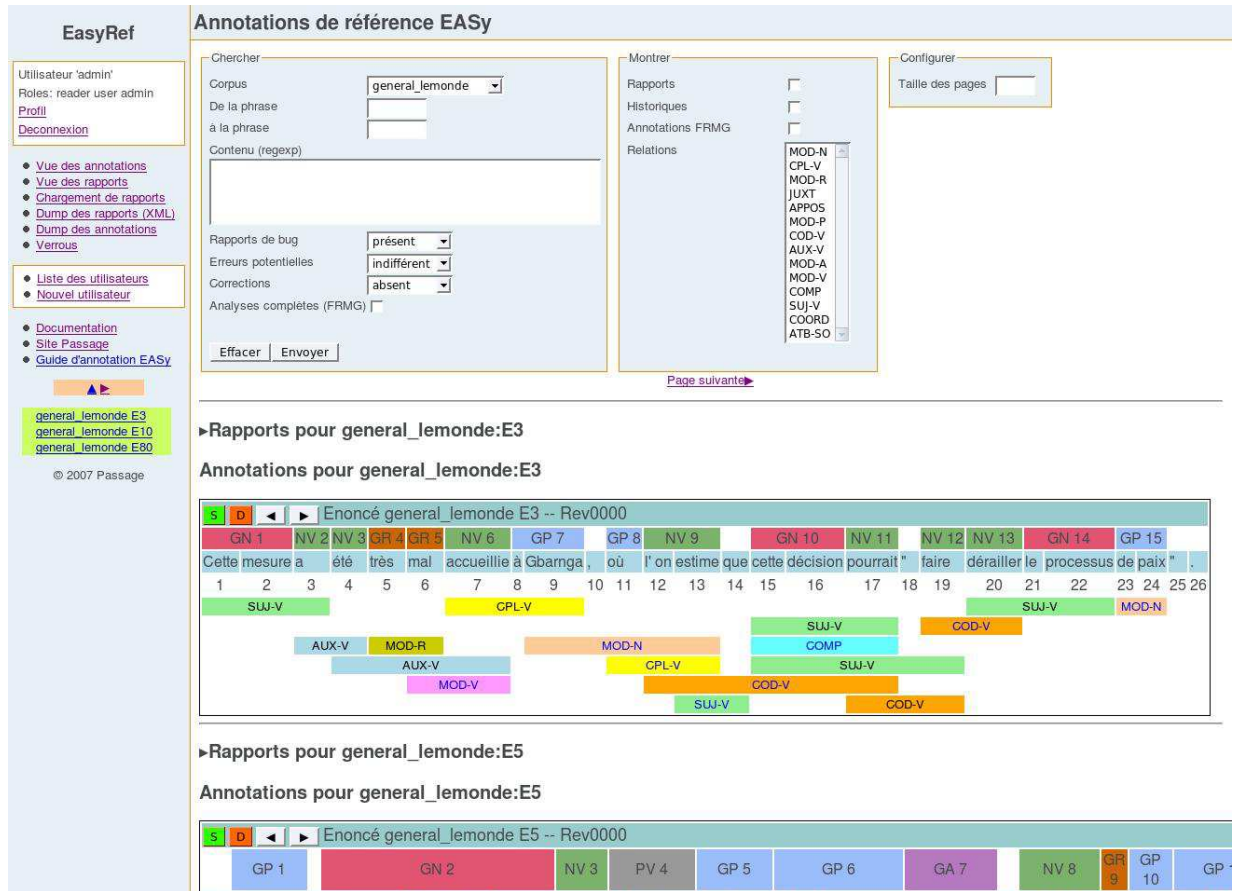 EasyRef
Utilisateur 'admin'
Roles: reader user admin
Profil
Deconnexion
Vue des annotations
Vue des rapports
Chargement de rapports
Dump des rapports (XML)
Dump des annotations
Verrous
Liste des utilisateurs
Nouvel utilisateur
Documentation
Site Passage
Guide d'annotation EASy
general_lemonde E3
general_lemonde E10
general_lemonde E80
© 2007 Passage
Annotations de référence EASy
Chercher
Corpus general_lemonde
De la phrase
à la phrase
Contenu (regexp)
Rapports de bug présent
Erreurs potentielles indifférent
Corrections absent
Analyses complètes (FRMG)
Effacer Envoyer
Montrer
Rapports
Historiques
Annotations FRMG
Relations
MOD-N
CPL-V
MOD-R
JUXT
APPOS
MOD-P
COD-V
AUX-V
MOD-A
MOD-V
COMP
SUJ-V
COORD
ATB-SO
Configurer
Taille des pages
Page suivante▶
▸Rapports pour general_lemonde:E3
Annotations pour general_lemonde:E3
S D ◄ ► Enoncé general_lemonde E3 -- Rev0000
GN 1 NV 2 NV 3 GR 4 GR 5 NV 6 GP 7 GP 8 NV 9 GN 10 NV 11 NV 12 NV 13 GN 14 GP 15
Cette mesure a été très mal accueillie à Gbarnga , où l' on estime que cette décision pourrait " faire dérailler le processus de paix " .
1 2 3 4 5 6 7 8 9 10 11 12 13 14 15 16 17 18 19 20 21 22 23 24 25 26
SUJ-V CPL-V SUJ-V MOD-N
SUJ-V COD-V
AUX-V MOD-R MOD-N COMP
AUX-V CPL-V SUJ-V
MOD-V COD-V
SUJ-V COD-V
▸Rapports pour general_lemonde:E5
Annotations pour general_lemonde:E5
S D ◄ ► Enoncé general_lemonde E5 -- Rev0000
GP 1 GN 2 NV 3 PV 4 GP 5 GP 6 GA 7 NV 8 GR 9 GP 10 GP